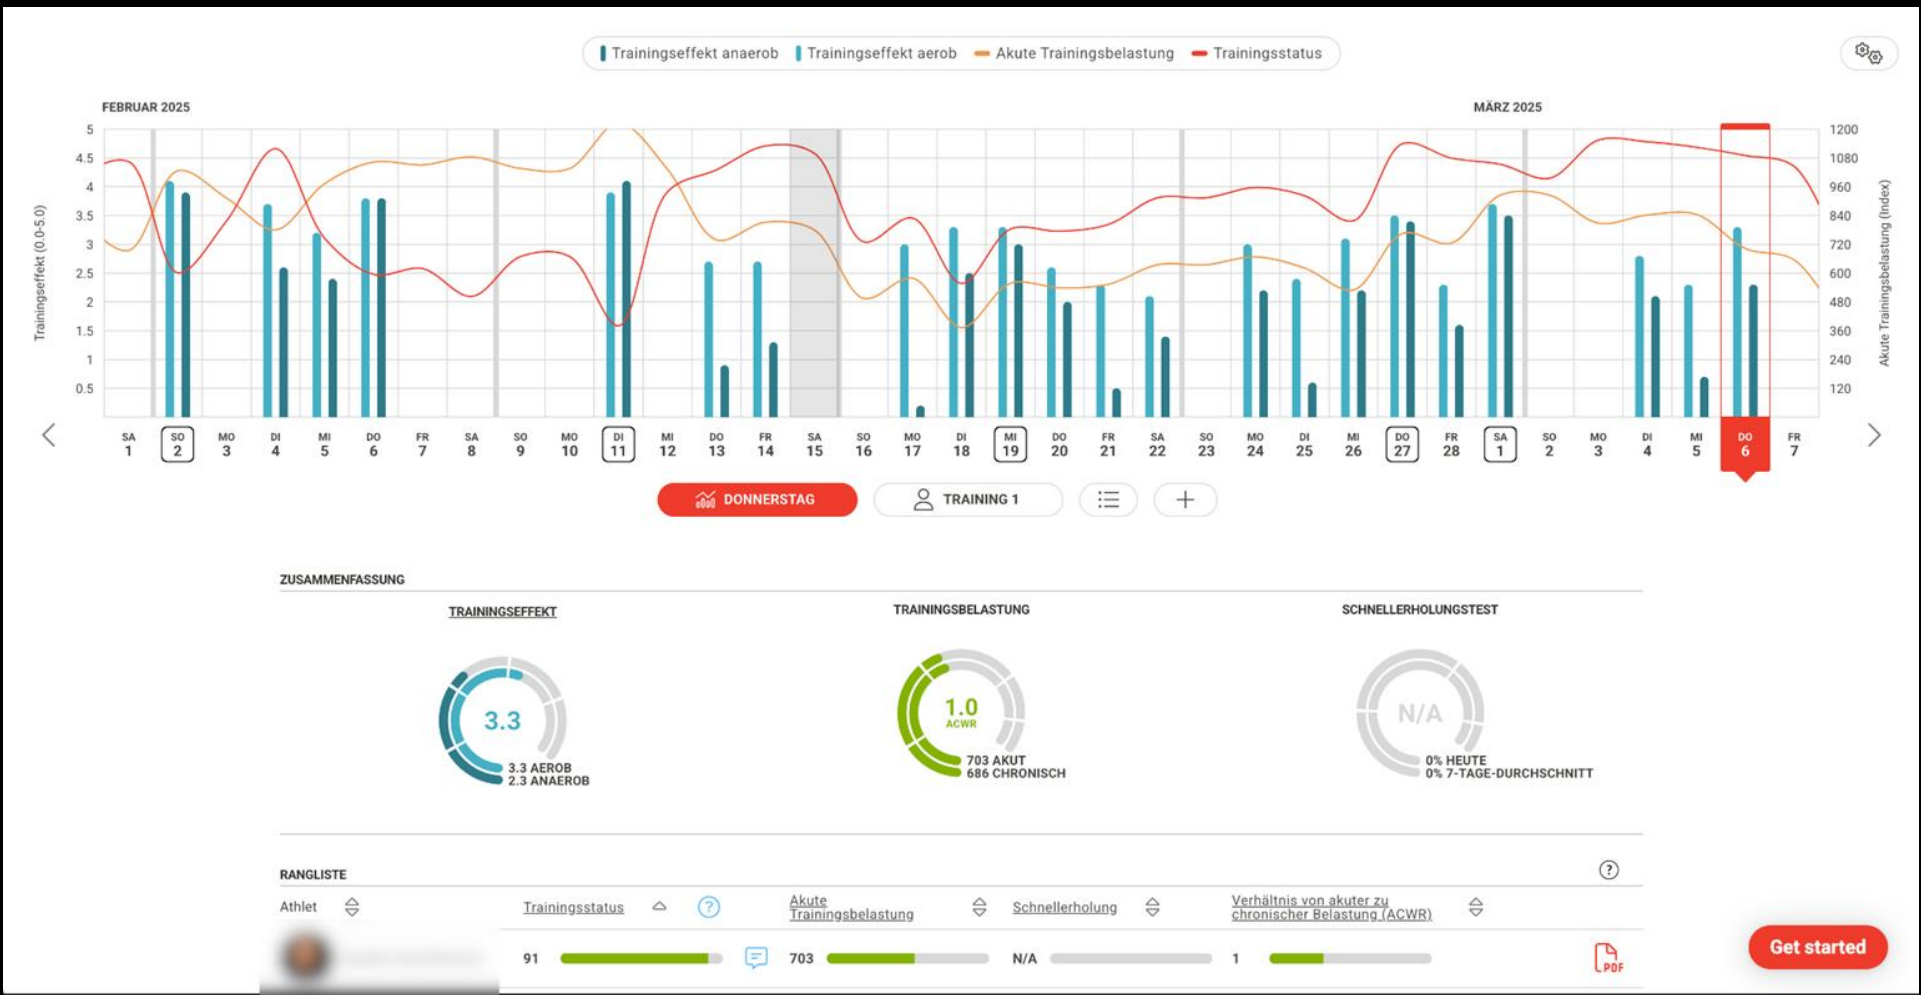 Trainingseffekt anaerob Trainingseffekt aerob Akute Trainingsbelastung Trainingsstatus
FEBRUAR 2025 MÄRZ 2025
Trainingseffekt (0.0-5.0)
5
4.5
4
3.5
3
2.5
2
1.5
1
0.5
1200
1080
960
840
720
600
480
360
240
120
Akute Trainingsbelastung (Index)
SA SO MO DI MI DO FR SA SO MO DI MI DO FR SA SO MO DI MI DO FR SA SO MO DI MI DO FR SA SO MO DI MI DO FR
1 2 3 4 5 6 7 8 9 10 11 12 13 14 15 16 17 18 19 20 21 22 23 24 25 26 27 28 1 2 3 4 5 6 7
DONNERSTAG TRAINING 1
ZUSAMMENFASSUNG
TRAININGSEFFEKT
3.3
3.3 AEROB
2.3 ANAEROB
TRAININGSBELASTUNG
1.0
ACWR
703 AKUT
686 CHRONISCH
SCHNELLERHOLUNGSTEST
N/A
0% HEUTE
0% 7-TAGE-DURCHSCHNITT
RANGLISTE ?
Athlet
Trainingsstatus ?
Akute
Trainingsbelastung
Schnellerholung
Verhältnis von akuter zu
chronischer Belastung (ACWR)
91 703 N/A 1 PDF
Get started